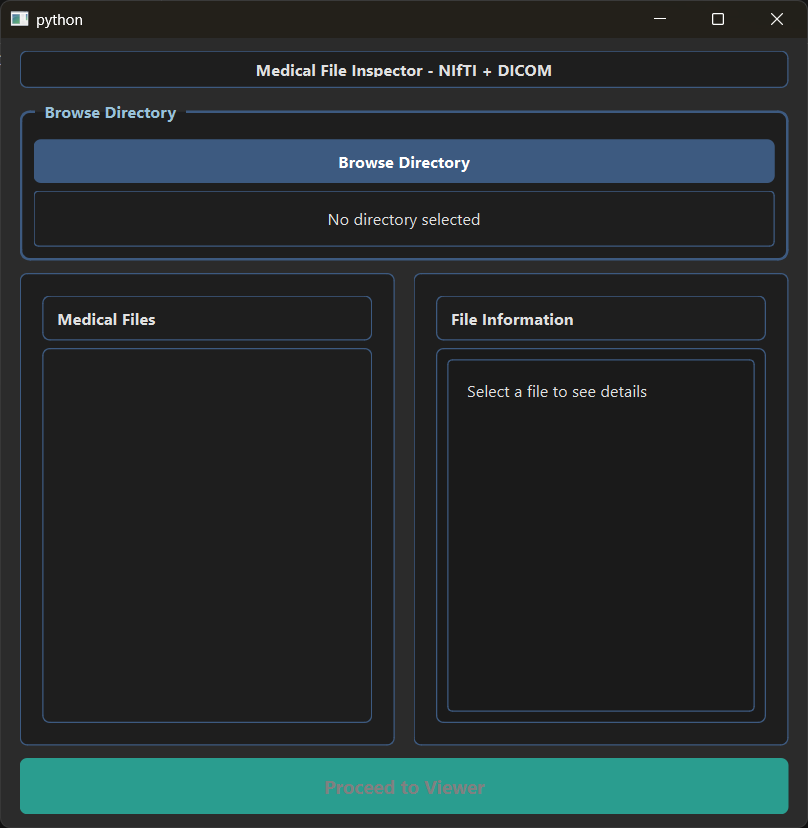 python
Medical File Inspector - NIfTI + DICOM
Browse Directory
Browse Directory
No directory selected
Medical Files
File Information
Select a file to see details
Proceed to Viewer